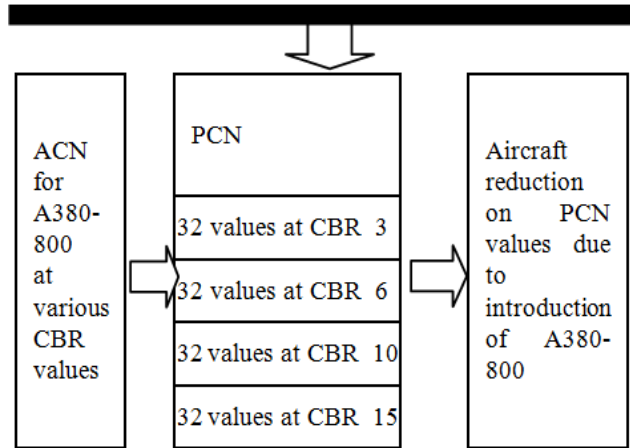 ACN
for
A380-
800
at
various
CBR
values
PCN
32 values at CBR 3
32 values at CBR 6
32 values at CBR 10
32 values at CBR 15
Aircraft
reduction
on PCN
values due
to
introduction
of A380-
800